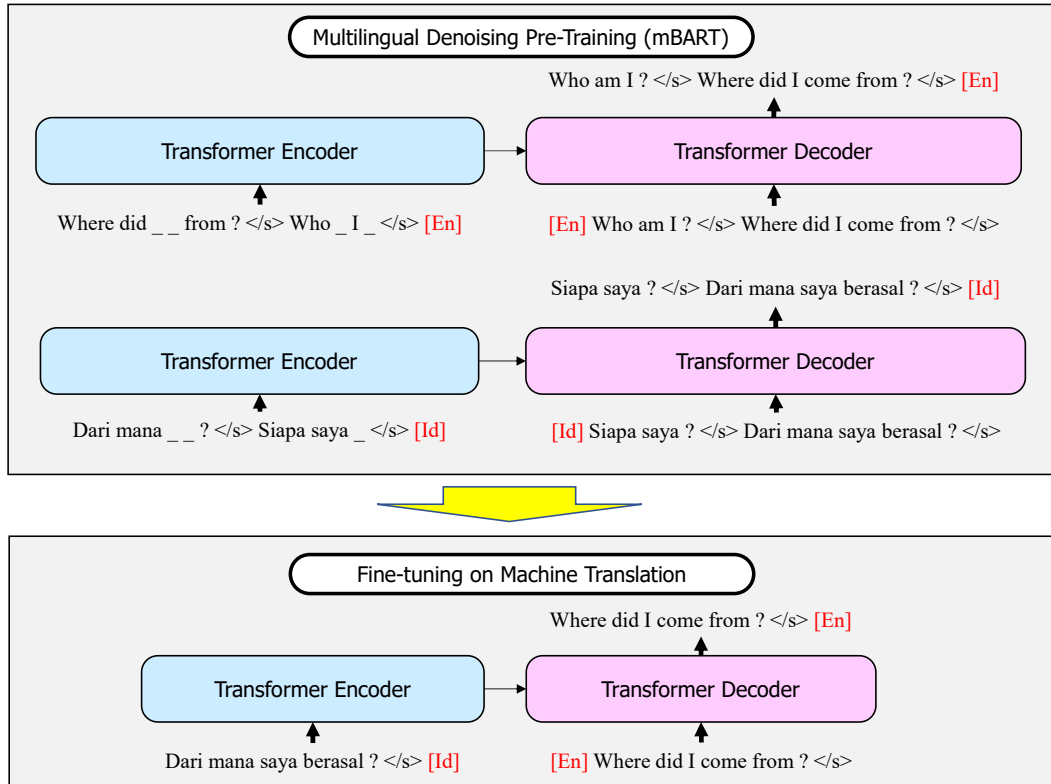 Multilingual Denoising Pre-Training (mBART)
Who am I ? </s> Where did I come from ? </s> [En]
Transformer Encoder
Transformer Decoder
Where did _ _ from ? </s> Who _ I _ </s> [En]
[En] Who am I ? </s> Where did I come from ? </s>
Siapa saya ? </s> Dari mana saya berasal ? </s> [Id]
Transformer Encoder
Transformer Decoder
Dari mana _ _ ? </s> Siapa saya _ </s> [Id]
[Id] Siapa saya ? </s> Dari mana saya berasal ? </s>
Fine-tuning on Machine Translation
Where did I come from ? </s> [En]
Transformer Encoder
Transformer Decoder
Dari mana saya berasal ? </s> [Id]
[En] Where did I come from ? </s>